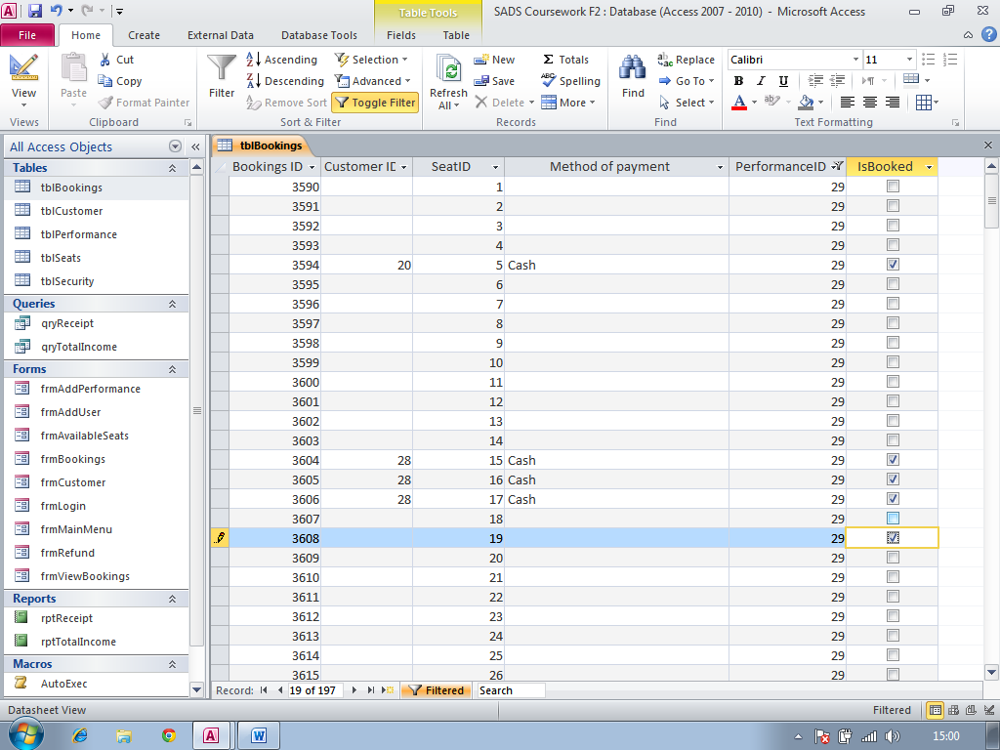 SADS Coursework F2 : Database (Access 2007 - 2010) - Microsoft Access
Table Tools
File Home Create External Data Database Tools Fields Table
View
Views
Paste
Cut
Copy
Format Painter
Clipboard
Filter
Ascending
Descending
Remove Sort
Selection
Advanced
Toggle Filter
Sort & Filter
Refresh All
New
Save
Delete
Totals
Spelling
More
Records
Find
Replace
Go To
Select
Find
Calibri 11
B I U
Text Formatting
All Access Objects
Tables
tblBookings
tblCustomer
tblPerformance
tblSeats
tblSecurity
Queries
qryReceipt
qryTotalIncome
Forms
frmAddPerformance
frmAddUser
frmAvailableSeats
frmBookings
frmCustomer
frmLogin
frmMainMenu
frmRefund
frmViewBookings
Reports
rptReceipt
rptTotalIncome
Macros
AutoExec
tblBookings
Bookings ID Customer ID SeatID Method of payment PerformanceID IsBooked
3590 1 29
3591 2 29
3592 3 29
3593 4 29
3594 20 5 Cash 29
3595 6 29
3596 7 29
3597 8 29
3598 9 29
3599 10 29
3600 11 29
3601 12 29
3602 13 29
3603 14 29
3604 28 15 Cash 29
3605 28 16 Cash 29
3606 28 17 Cash 29
3607 18 29
3608 19 29
3609 20 29
3610 21 29
3611 22 29
3612 23 29
3613 24 29
3614 25 29
3615 26 29
Record: 19 of 197 Filtered Search
Datasheet View Filtered
15:00